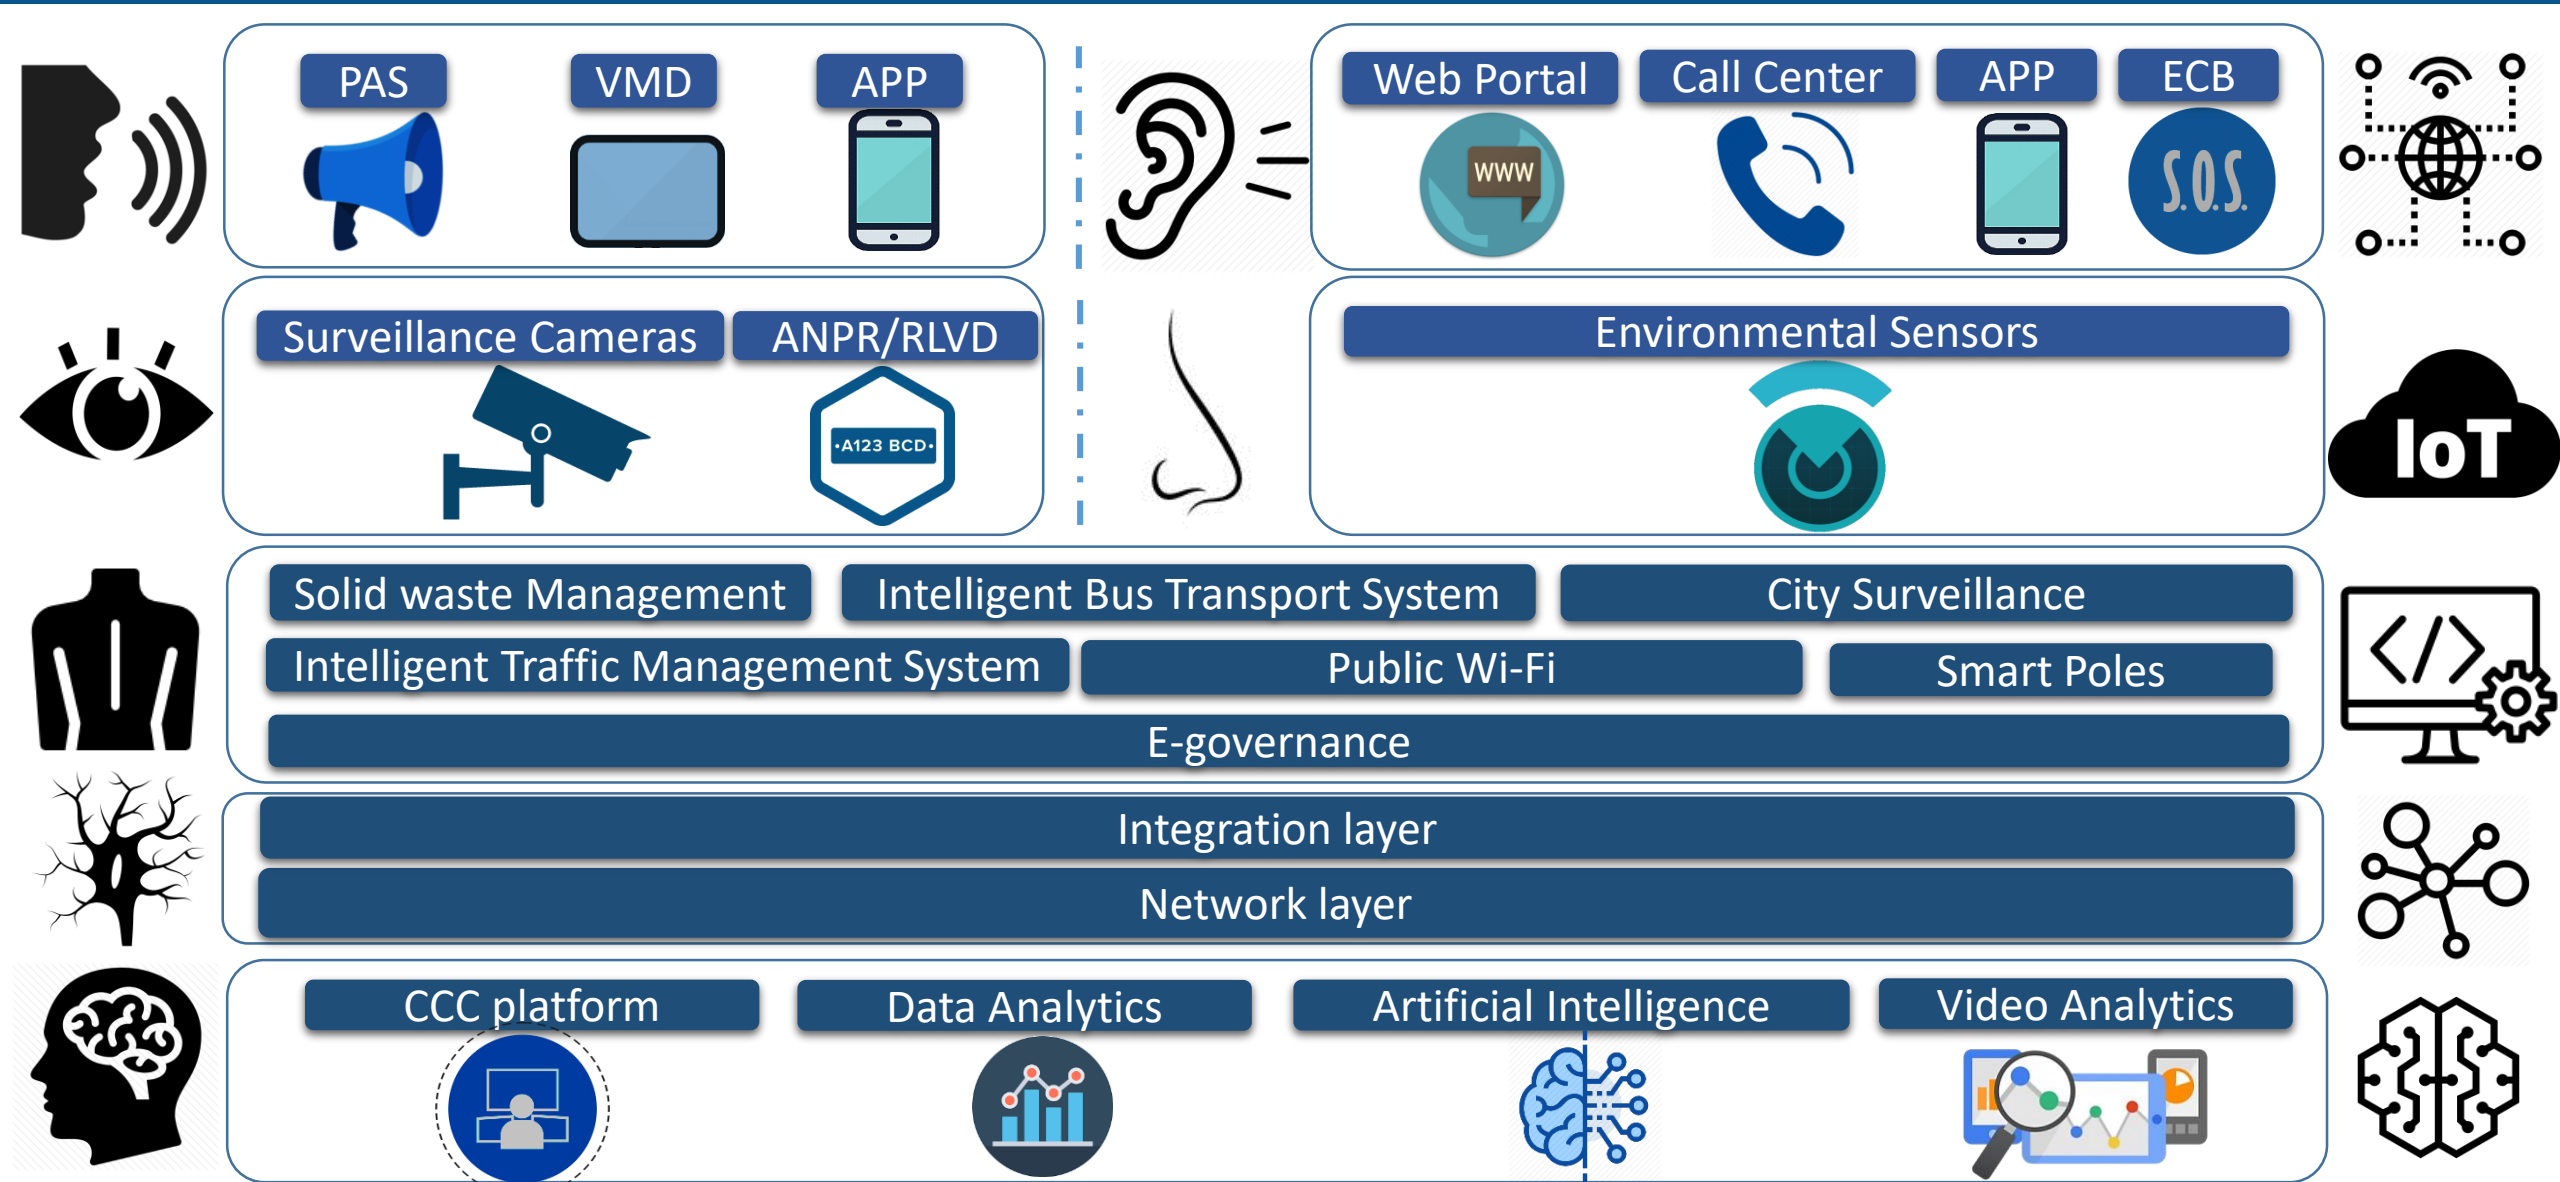 PAS
VMD
APP
Web Portal
Call Center
APP
ECB
WWW
S.O.S.
Surveillance Cameras
ANPR/RLVD
Environmental Sensors
·A123 BCD·
IoT
Solid waste Management
Intelligent Bus Transport System
City Surveillance
Intelligent Traffic Management System
Public Wi-Fi
Smart Poles
</>
E-governance
Integration layer
Network layer
CCC platform
Data Analytics
Artificial Intelligence
Video Analytics